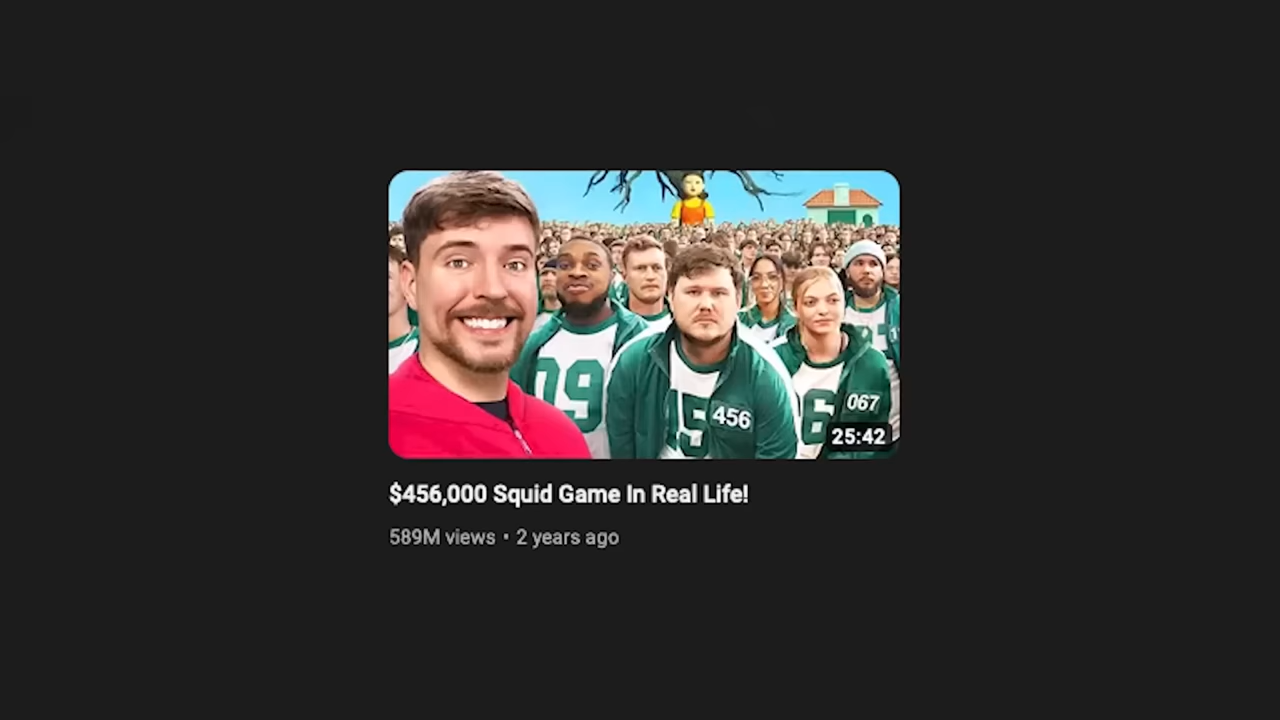 09
456
067
25:42
$456,000 Squid Game In Real Life!
589M views • 2 years ago